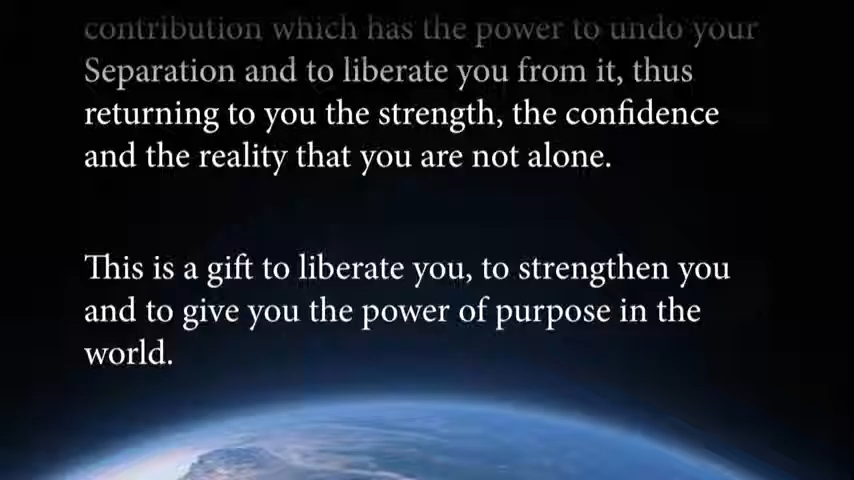 contribution which has the power to undo your
Separation and to liberate you from it, thus
returning to you the strength, the confidence
and the reality that you are not alone.
This is a gift to liberate you, to strengthen you
and to give you the power of purpose in the
world.